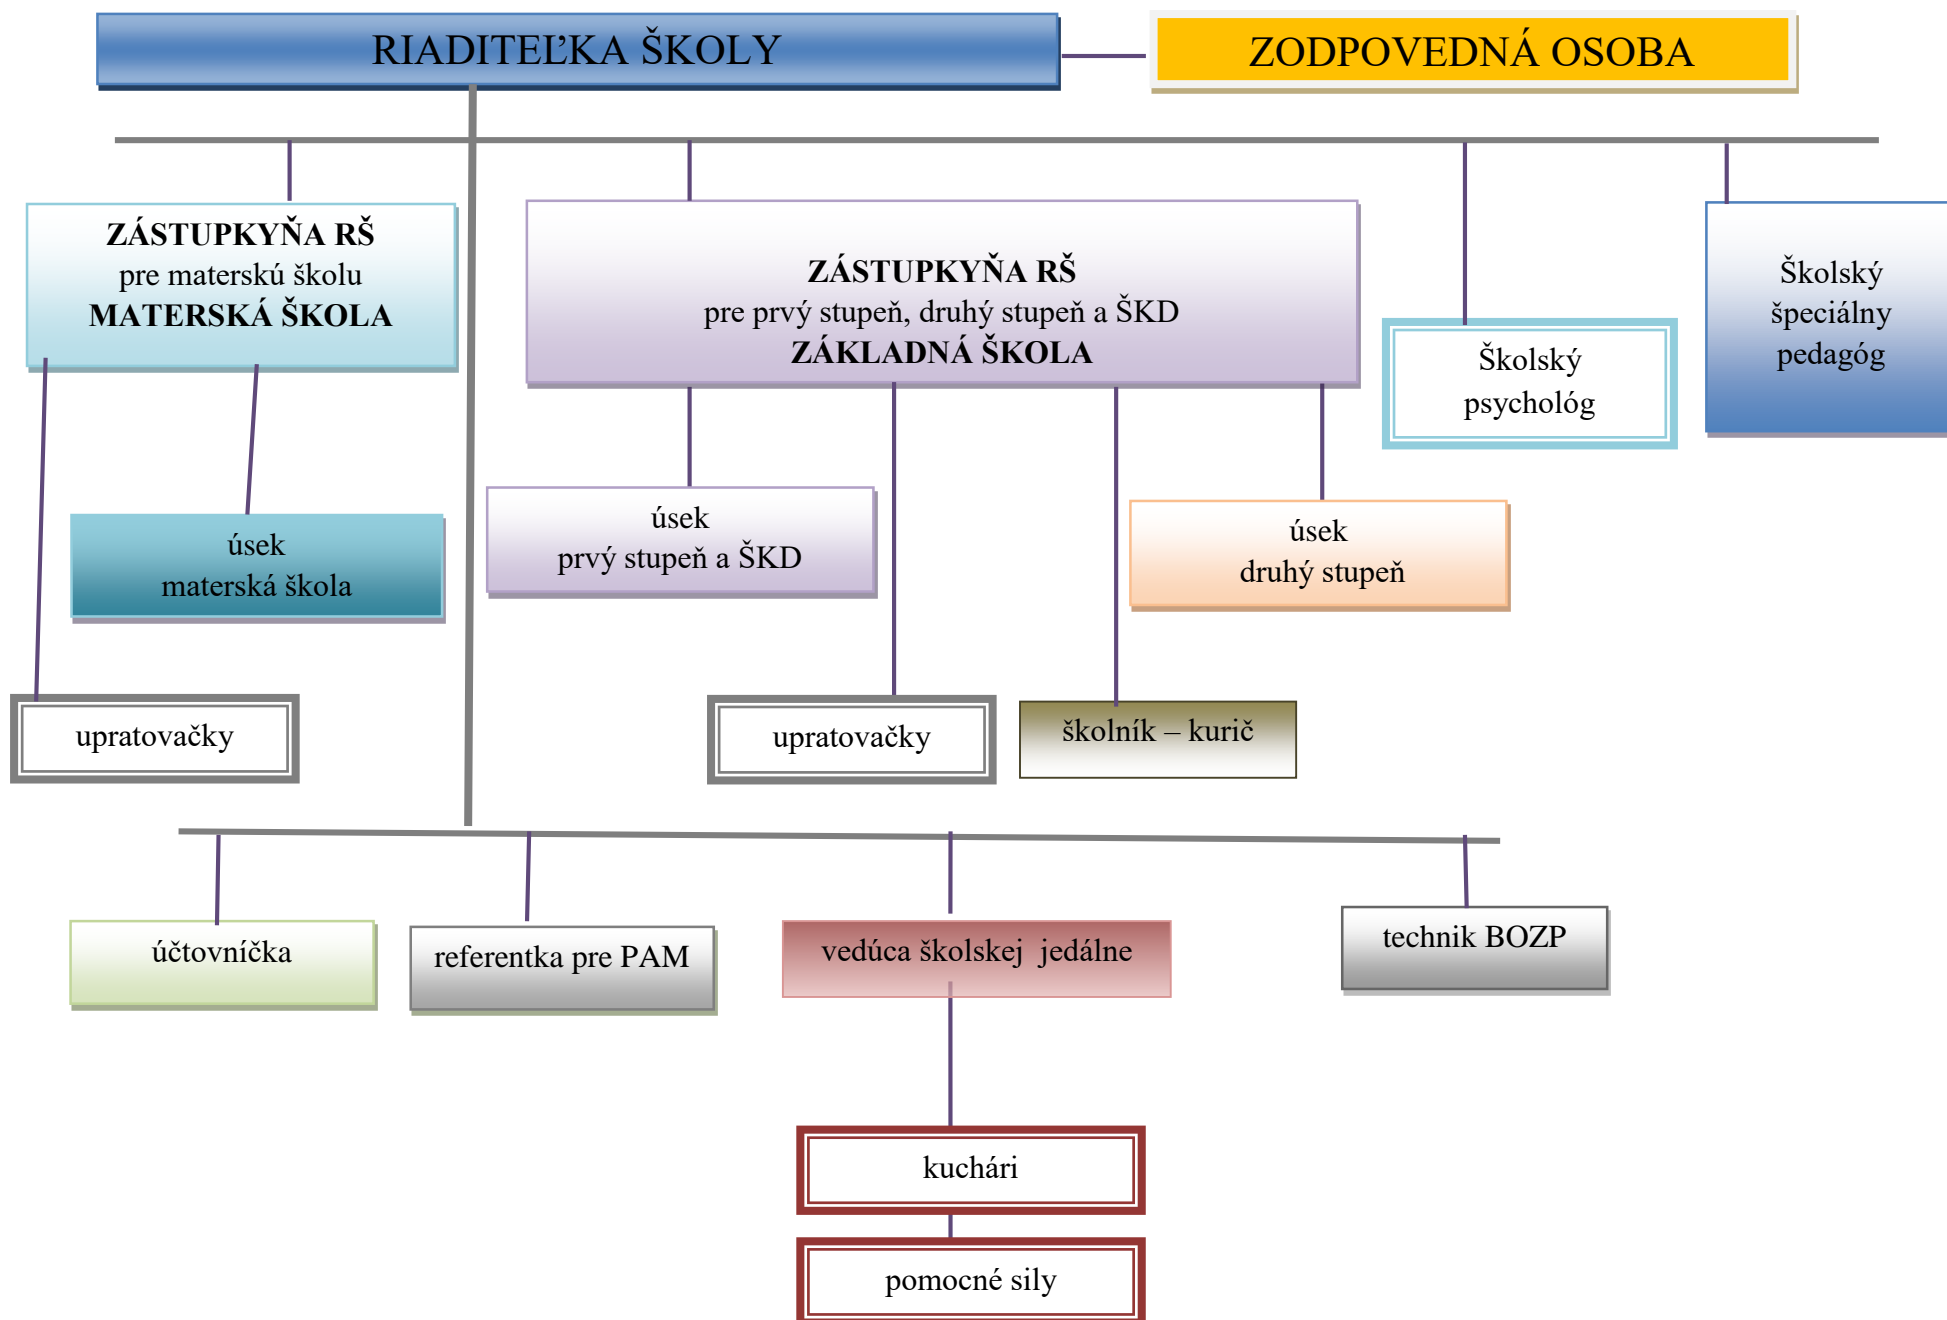 RIADITEĽKA ŠKOLY
ZODPOVEDNÁ OSOBA
ZÁSTUPKYŇA RŠ
pre materskú školu
MATERSKÁ ŠKOLA
ZÁSTUPKYŇA RŠ
pre prvý stupeň, druhý stupeň a ŠKD
ZÁKLADNÁ ŠKOLA
Školský
psychológ
Školský
špeciálny
pedagóg
úsek
materská škola
úsek
prvý stupeň a ŠKD
úsek
druhý stupeň
upratovačky
upratovačky
školník – kurič
účtovníčka
referentka pre PAM
vedúca školskej jedálne
technik BOZP
kuchári
pomocné sily